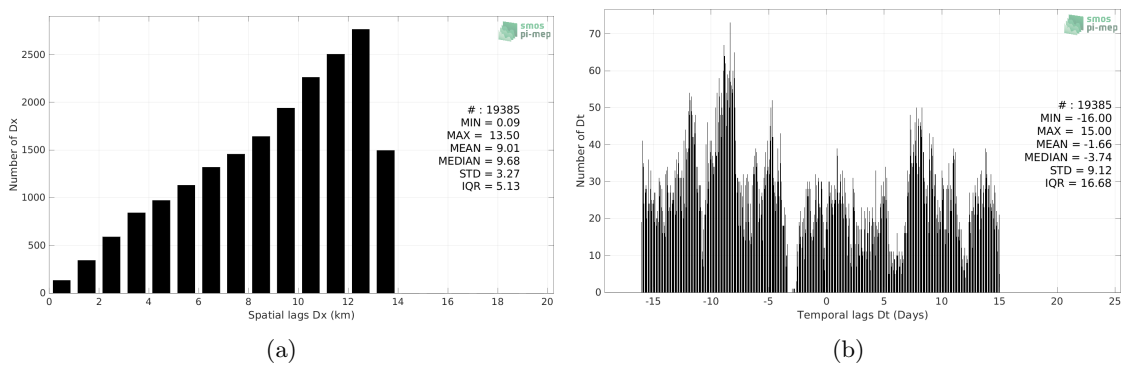 smos
pi-mep
Number of Dx
2500
2000
1500
1000
500
0
# : 19385
MIN = 0.09
MAX = 13.50
MEAN = 9.01
MEDIAN = 9.68
STD = 3.27
IQR = 5.13
0 2 4 6 8 10 12 14 16 18 20
Spatial lags Dx (km)
(a)
smos
pi-mep
Number of Dt
70
60
50
40
30
20
10
0
# : 19385
MIN = -16.00
MAX = 15.00
MEAN = -1.66
MEDIAN = -3.74
STD = 9.12
IQR = 16.68
-15 -10 -5 0 5 10 15 20 25
Temporal lags Dt (Days)
(b)